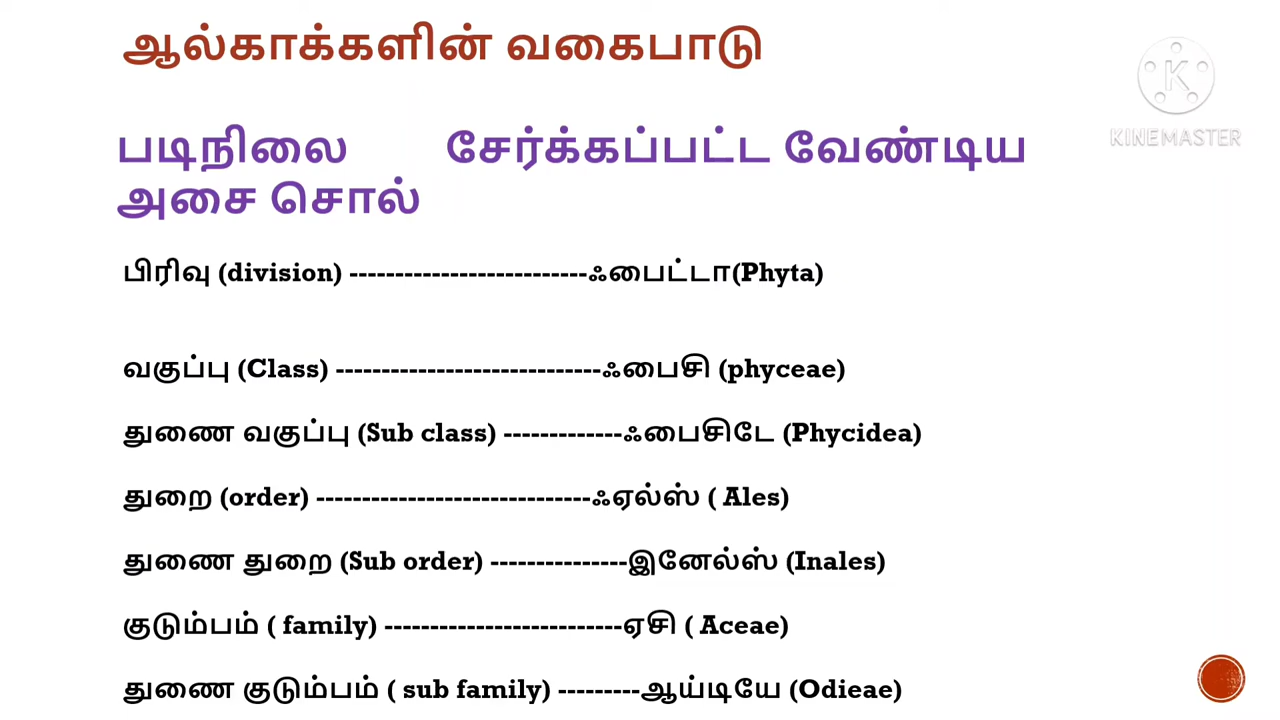 ஆல்காக்களின் வகைபாடு
KINEMASTER
படிநிலை சேர்க்கப்பட்ட வேண்டிய
அசை சொல்
பிரிவு (division) --------------------------ஃபைட்டா(Phyta)
வகுப்பு (Class) -----------------------------ஃபைசி (phyceae)
துணை வகுப்பு (Sub class) -------------ஃபைசிடே (Phycidea)
துறை (order) ------------------------------ஃஏல்ஸ் ( Ales)
துணை துறை (Sub order) ---------------இனேல்ஸ் (Inales)
குடும்பம் ( family) --------------------------ஏசி ( Aceae)
துணை குடும்பம் ( sub family) ---------ஆய்டியே (Odieae)